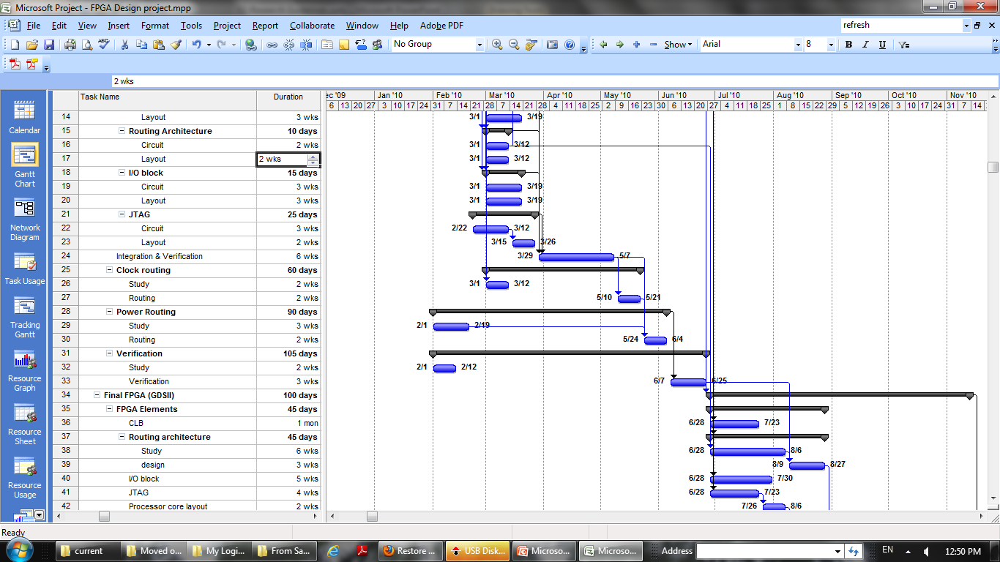 Microsoft Project - FPGA Design project.mpp
File Edit View Insert Format Tools Project Report Collaborate Window Help Adobe PDF refresh
No Group Show Arial 8 B I U
2 wks
Task Name Duration
ec '09 Jan '10 Feb '10 Mar '10 Apr '10 May '10 Jun '10 Jul '10 Aug '10 Sep '10 Oct '10 Nov '10
6 13 20 27 3 10 17 24 31 7 14 21 28 7 14 21 28 4 11 18 25 2 9 16 23 30 6 13 20 27 4 11 18 25 1 8 15 22 29 5 12 19 26 3 10 17 24 31 7 14
14 Layout 3 wks 3/1 3/19
15 Routing Architecture 10 days
16 Circuit 2 wks 3/1 3/12
17 Layout 2 wks 3/1 3/12
18 I/O block 15 days
19 Circuit 3 wks 3/1 3/19
20 Layout 3 wks 3/1 3/19
21 JTAG 25 days
22 Circuit 3 wks 2/22 3/12
23 Layout 2 wks 3/15 3/26
24 Integration & Verification 6 wks 3/29 5/7
25 Clock routing 60 days
26 Study 2 wks 3/1 3/12
27 Routing 2 wks 5/10 5/21
28 Power Routing 90 days
29 Study 3 wks 2/1 2/19
30 Routing 2 wks 5/24 6/4
31 Verification 105 days
32 Study 2 wks 2/1 2/12
33 Verification 3 wks 6/7 6/25
34 Final FPGA (GDSII) 100 days
35 FPGA Elements 45 days
36 CLB 1 mon 6/28 7/23
37 Routing architecture 45 days
38 Study 6 wks 6/28 8/6
39 design 3 wks 8/9 8/27
40 I/O block 5 wks 6/28 7/30
41 JTAG 4 wks 6/28 7/23
42 Processor core layout 2 wks 7/26 8/6
Calendar
Gantt
Chart
Network
Diagram
Task Usage
Tracking
Gantt
Resource
Graph
Resource
Sheet
Resource
Usage
Ready
current Moved o... My Logi... From Sa... Restore ... USB Disk... Microso... Microso... Address EN 12:50 PM